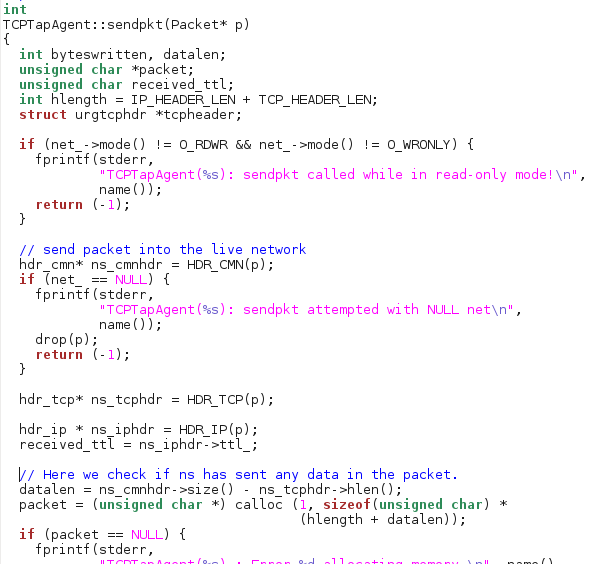 int
TCPTapAgent::sendpkt(Packet* p)
{
  int byteswritten, datalen;
  unsigned char *packet;
  unsigned char received_ttl;
  int hlength = IP_HEADER_LEN + TCP_HEADER_LEN;
  struct urgtcphdr *tcpheader;

  if (net_->mode() != O_RDWR && net_->mode() != O_WRONLY) {
    fprintf(stderr,
            "TCPTapAgent(%s): sendpkt called while in read-only mode!\n",
            name());
    return (-1);
  }

  // send packet into the live network
  hdr_cmn* ns_cmnhdr = HDR_CMN(p);
  if (net_ == NULL) {
    fprintf(stderr,
            "TCPTapAgent(%s): sendpkt attempted with NULL net\n",
            name());
    drop(p);
    return (-1);
  }

  hdr_tcp* ns_tcphdr = HDR_TCP(p);

  hdr_ip * ns_iphdr = HDR_IP(p);
  received_ttl = ns_iphdr->ttl_;

  // Here we check if ns has sent any data in the packet.
  datalen = ns_cmnhdr->size() - ns_tcphdr->hlen();
  packet = (unsigned char *) calloc (1, sizeof(unsigned char) *
                                     (hlength + datalen));
  if (packet == NULL) {
    fprintf(stderr,
            "TCPTapAgent(%s) : Error %d allocating memory.\n", name()